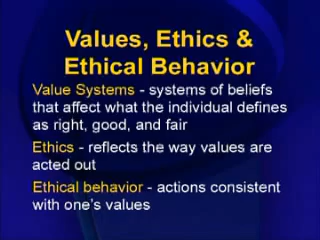 Values, Ethics &
Ethical Behavior
Value Systems - systems of beliefs
that affect what the individual defines
as right, good, and fair
Ethics - reflects the way values are
acted out
Ethical behavior - actions consistent
with one's values